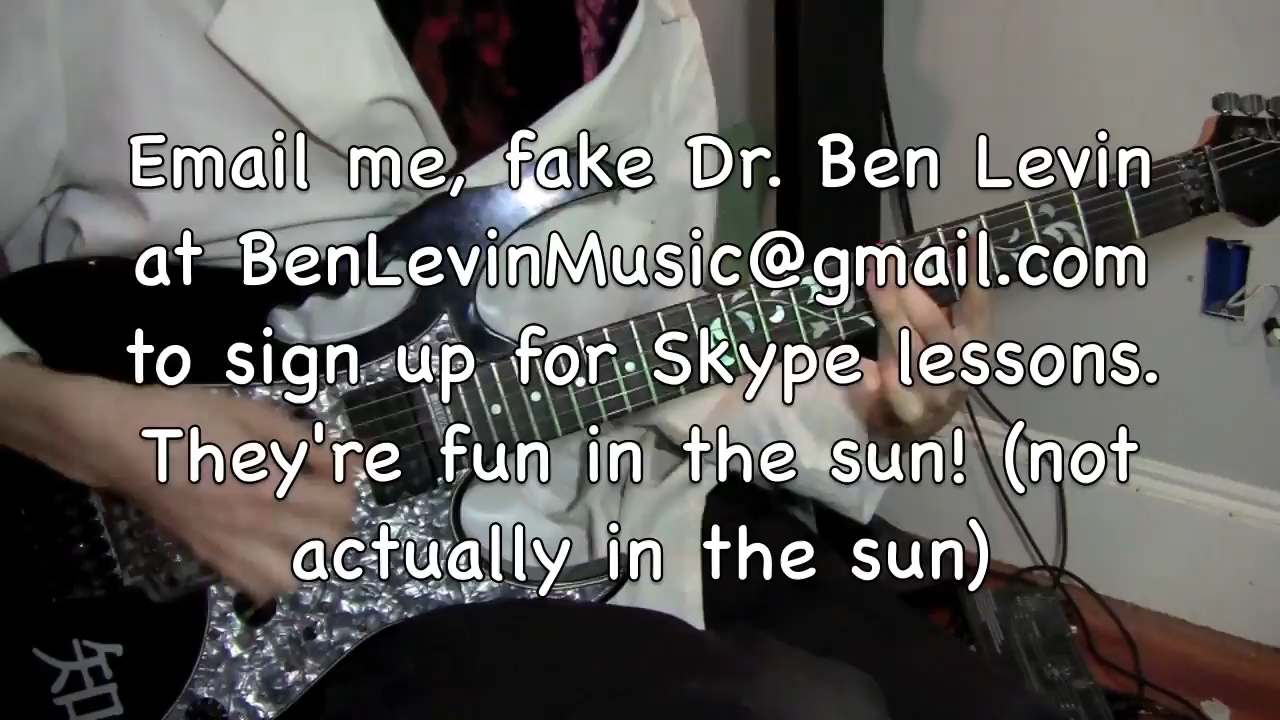 Email me, fake Dr. Ben Levin
at BenLevinMusic@gmail.com
to sign up for Skype lessons.
They're fun in the sun! (not
actually in the sun)
知